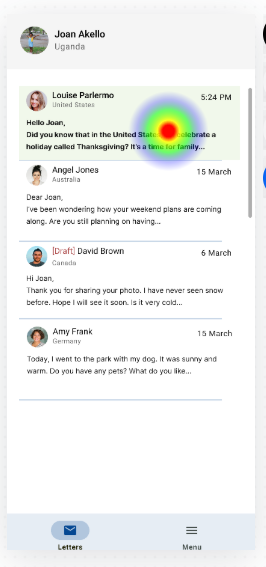 Joan Akello
Uganda
Louise Parlermo
5:24 PM
United States
Hello Joan,
Did you know that in the United celebrate a
holiday called Thanksgiving? It's a time for family...
Angel Jones
15 March
Australia
Dear Joan,
I've been wondering how your weekend plans are coming
along. Are you still planning on having...
[Draft] David Brown
6 March
Canada
Hi Joan,
Thank you for sharing your photo. I have never seen snow
before. Hope I will see it soon. Is it very cold...
Amy Frank
15 March
Germany
Today, I went to the park with my dog. It was sunny and
warm. Do you have any pets? What do you like...
Letters
Menu